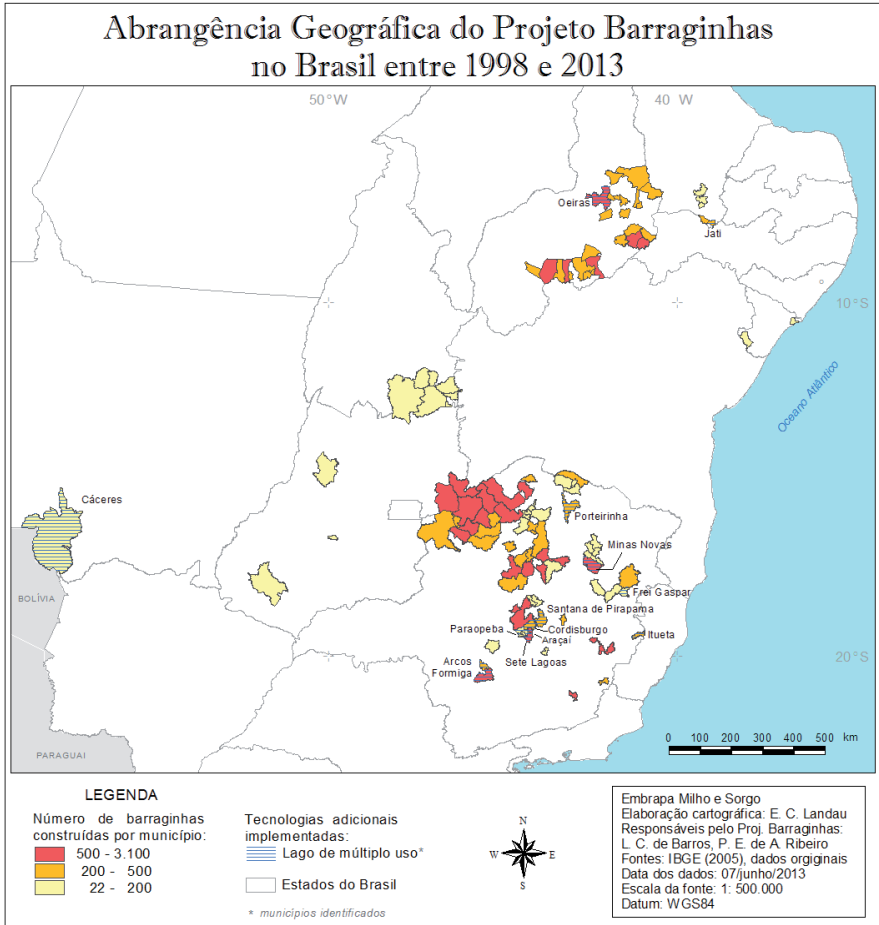 Abrangência Geográfica do Projeto Barraginhas
no Brasil entre 1998 e 2013
50°W
40 W
Oeiras
Jati
10°S
Oceano Atlântico
Cáceres
Porteirinha
Minas Novas
BOLÍVIA
Frei Gaspar
Santana de Pirapama
Paraopeba
Cordisburgo
Araçaí
Itueta
Sete Lagoas
20°S
Arcos
Formiga
PARAGUAI
0 100 200 300 400 500 km
LEGENDA
Número de barraginhas
construídas por município:
500 - 3.100
200 - 500
22 - 200
Tecnologias adicionais
implementadas:
Lago de múltiplo uso*
Estados do Brasil
* municípios identificados
N
W E
S
Embrapa Milho e Sorgo
Elaboração cartográfica: E. C. Landau
Responsáveis pelo Proj. Barraginhas:
L. C. de Barros, P. E. de A. Ribeiro
Fontes: IBGE (2005), dados orgiginais
Data dos dados: 07/junho/2013
Escala da fonte: 1: 500.000
Datum: WGS84